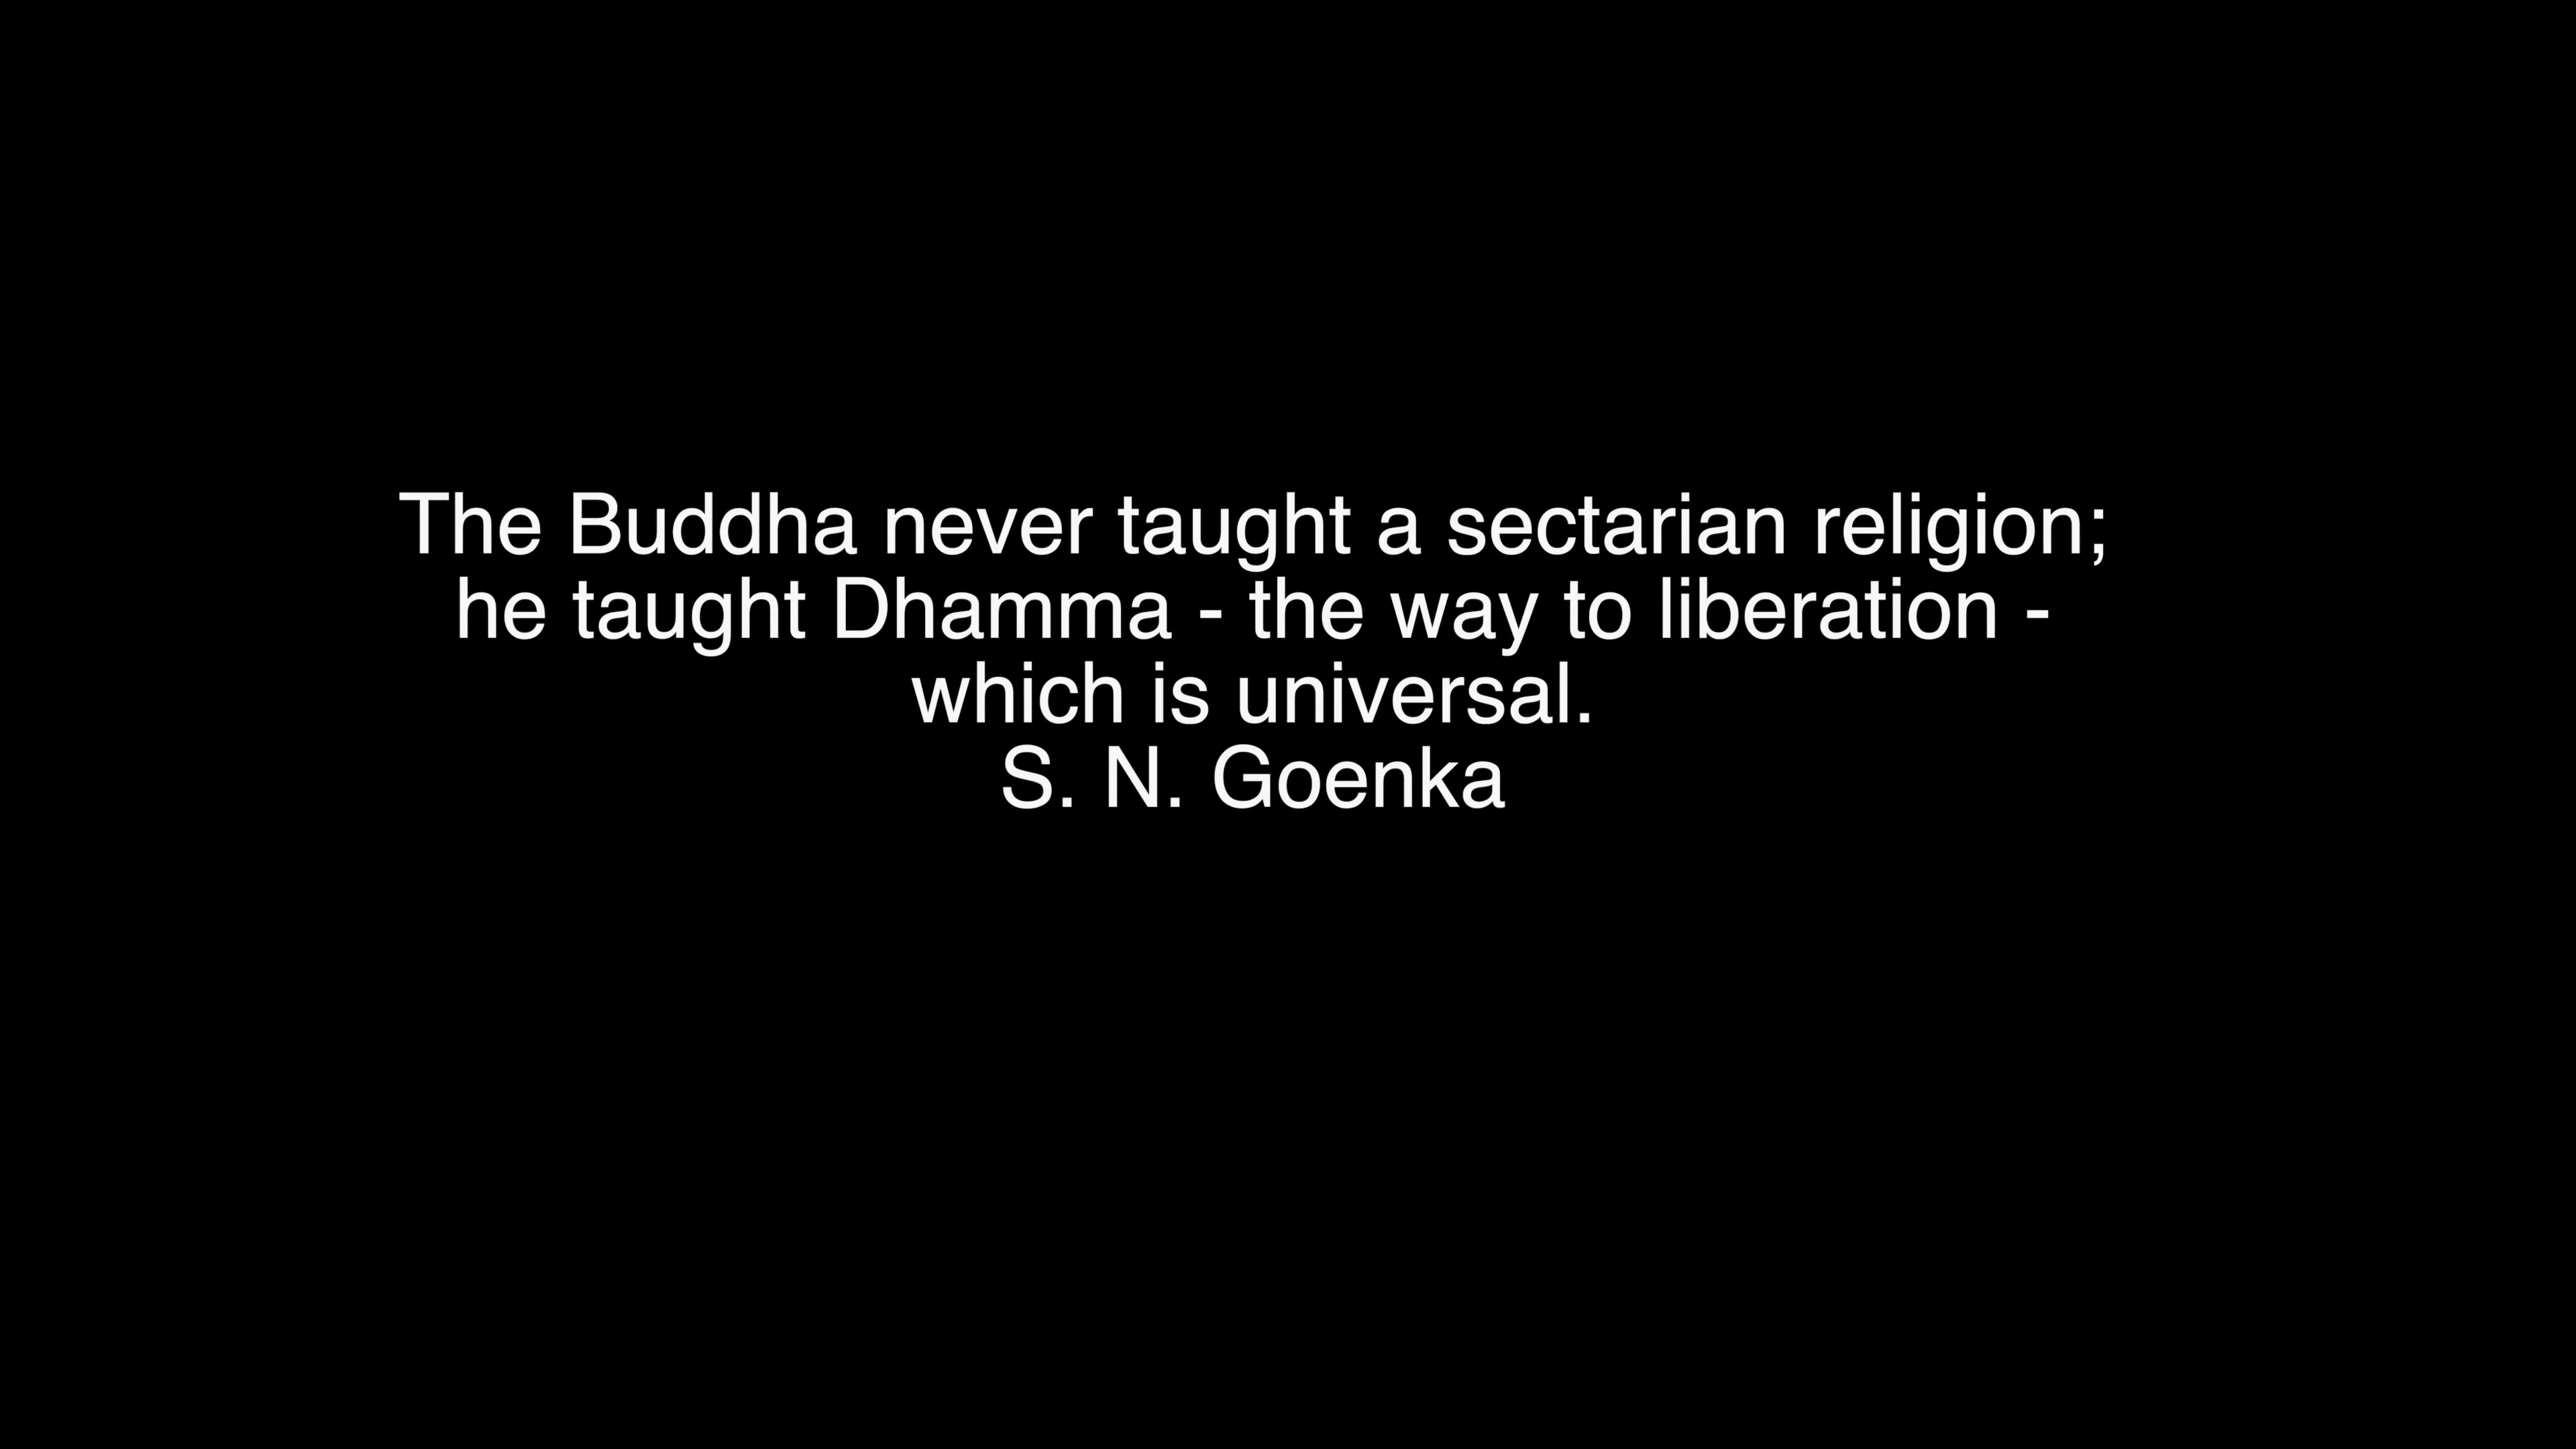 The Buddha never taught a sectarian religion;
he taught Dhamma - the way to liberation -
which is universal.
S. N. Goenka